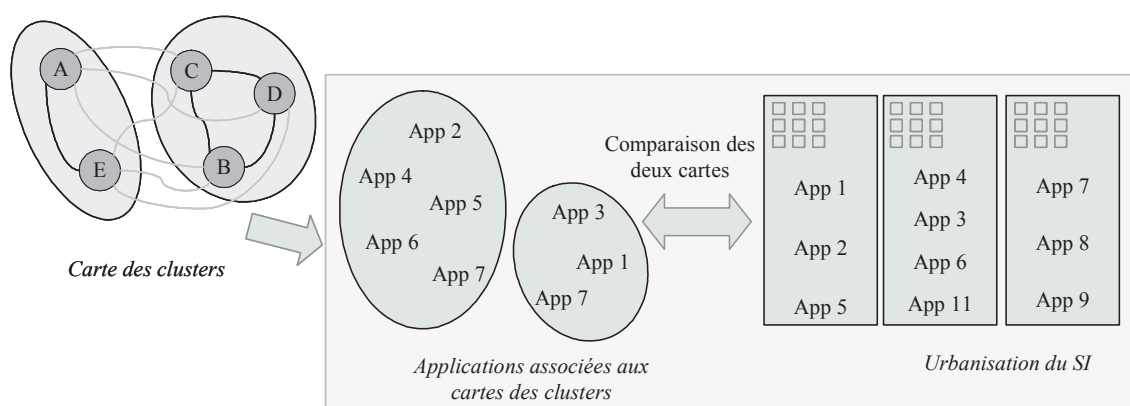 A
C
D
E
B
Carte des clusters
App 2
App 4
App 5
App 6
App 7
App 3
App 1
App 7
Applications associées aux
cartes des clusters
Comparaison des
deux cartes
App 1
App 2
App 5
App 4
App 3
App 6
App 11
App 7
App 8
App 9
Urbanisation du SI